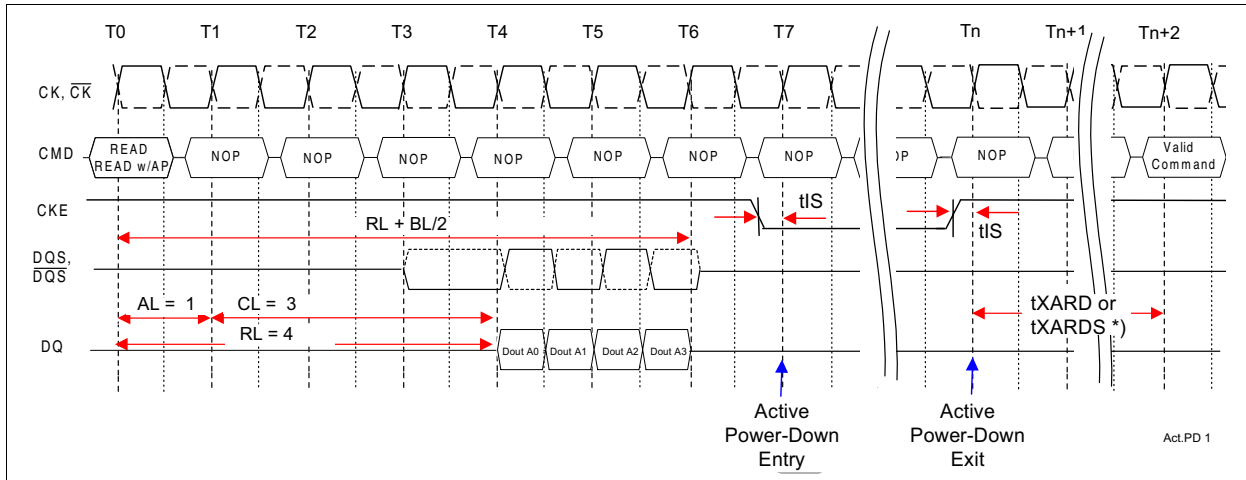 T0 T1 T2 T3 T4 T5 T6 T7 Tn Tn+1 Tn+2
CK, CK
CMD
READ
READ w/AP
NOP NOP NOP NOP NOP NOP NOP NOP
Valid
Command
CKE
tIS
tIS
RL + BL/2
DQS,
DQS
AL = 1 CL = 3
tXARD or
tXARDS *)
RL = 4
DQ
Dout A0 Dout A1 Dout A2 Dout A3
Active
Power-Down
Entry
Active
Power-Down
Exit
Act.PD 1